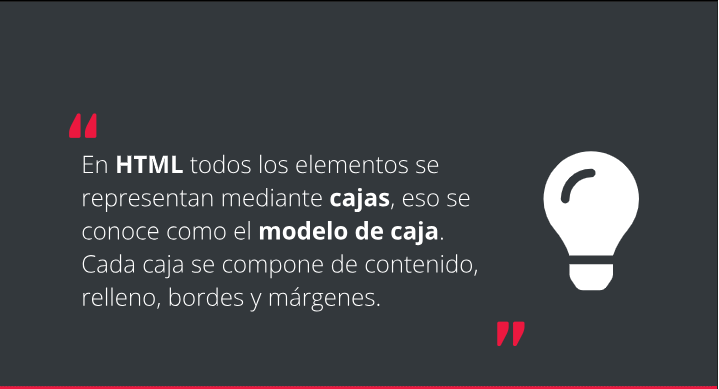 “
En HTML todos los elementos se
representan mediante cajas, eso se
conoce como el modelo de caja.
Cada caja se compone de contenido,
relleno, bordes y márgenes.
”